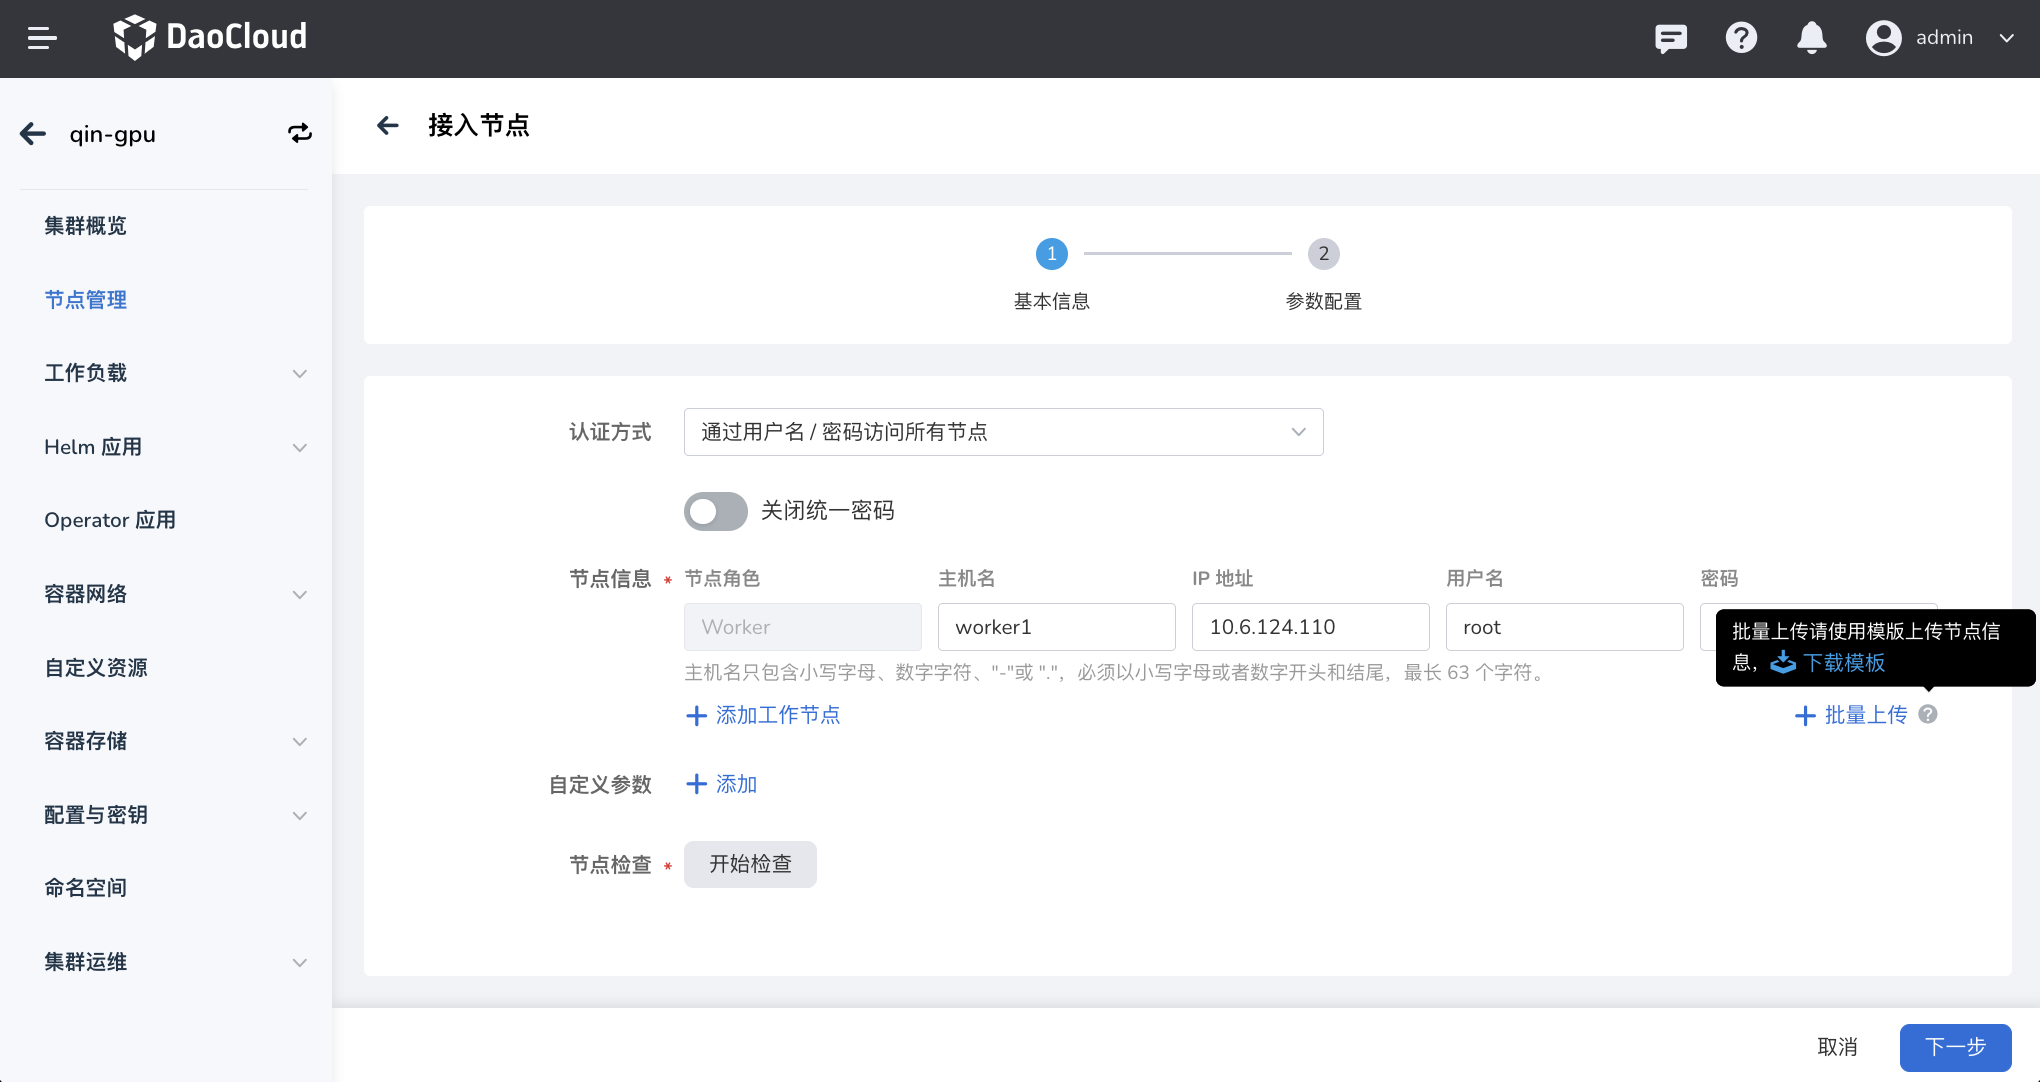 DaoCloud
admin
qin-gpu
集群概览
节点管理
工作负载
Helm 应用
Operator 应用
容器网络
自定义资源
容器存储
配置与密钥
命名空间
集群运维
接入节点
1
2
基本信息
参数配置
认证方式
通过用户名 / 密码访问所有节点
关闭统一密码
节点信息 *
节点角色 主机名 IP 地址 用户名 密码
Worker worker1 10.6.124.110 root
批量上传请使用模版上传节点信
息， 下载模板
主机名只包含小写字母、数字字符、"-"或 "."，必须以小写字母或者数字开头和结尾，最长 63 个字符。
添加工作节点
批量上传
自定义参数
添加
节点检查 *
开始检查
取消
下一步